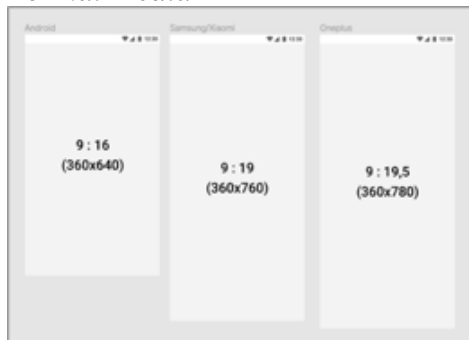 Android
Samsung/Xiaomi
Oneplus
9 : 16
(360x640)
9 : 19
(360x760)
9 : 19,5
(360x780)